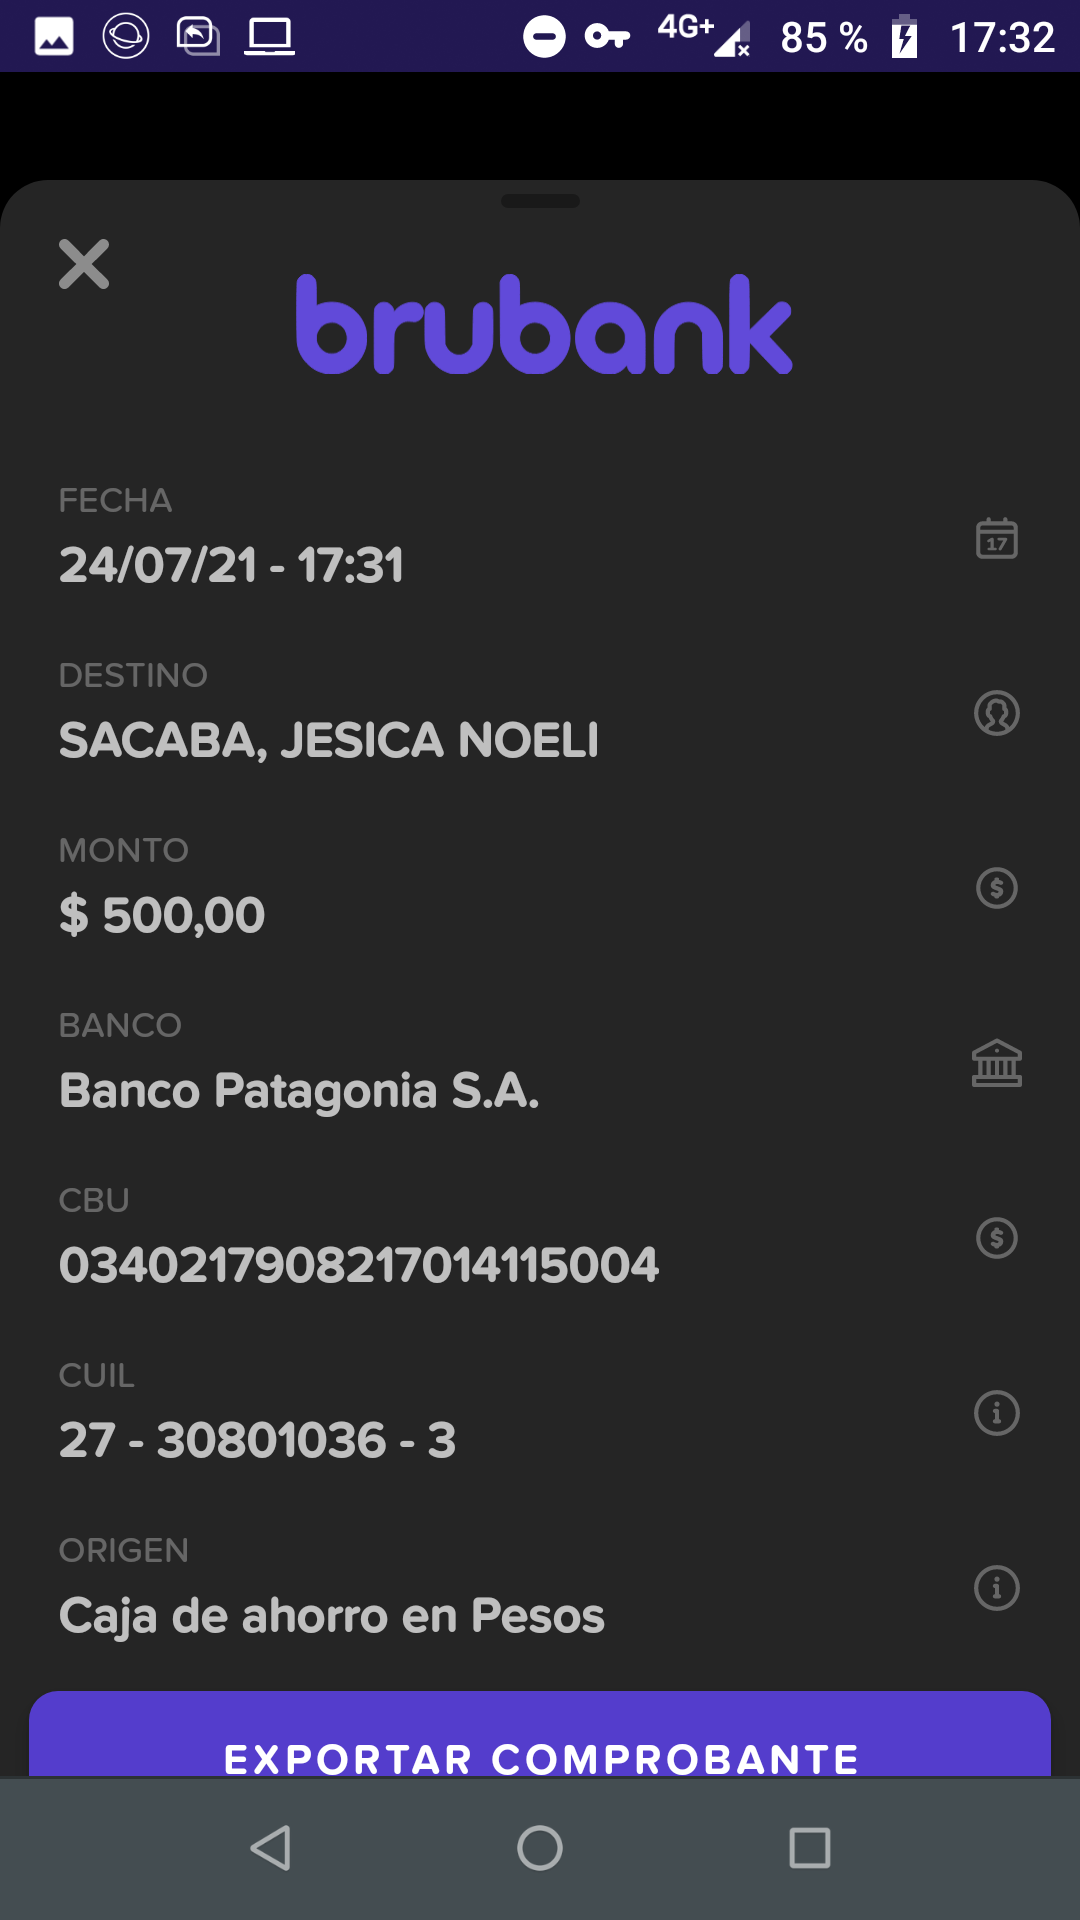 4G+ 85 % 17:32
brubank
FECHA
24/07/21 - 17:31
17
DESTINO
SACABA, JESICA NOELI
MONTO
$ 500,00
$
BANCO
Banco Patagonia S.A.
CBU
0340217908217014115004
$
CUIL
27 - 30801036 - 3
ORIGEN
Caja de ahorro en Pesos
EXPORTAR COMPROBANTE